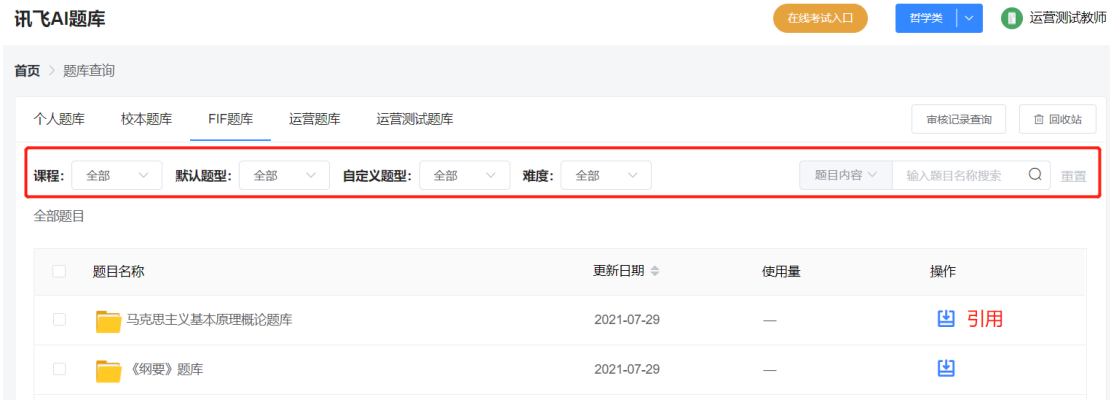 讯飞AI题库 在线考试入口 哲学类 运营测试教师
首页 > 题库查询
个人题库 校本题库 FIF题库 运营题库 运营测试题库 审核记录查询 回收站
课程: 全部 默认题型: 全部 自定义题型: 全部 难度: 全部 题目内容 输入题目名称搜索 重置
全部题目
题目名称 更新日期 使用量 操作
马克思主义基本原理概论题库 2021-07-29 — 引用
《纲要》题库 2021-07-29 —